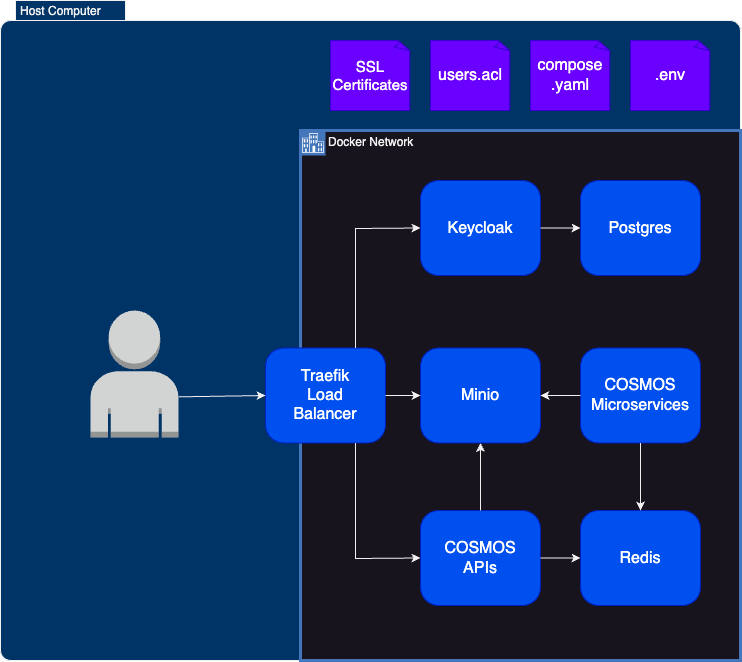 Host Computer
SSL
Certificates
users.acl
compose
.yaml
.env
Docker Network
Keycloak
Postgres
Traefik
Load
Balancer
Minio
COSMOS
Microservices
COSMOS
APIs
Redis